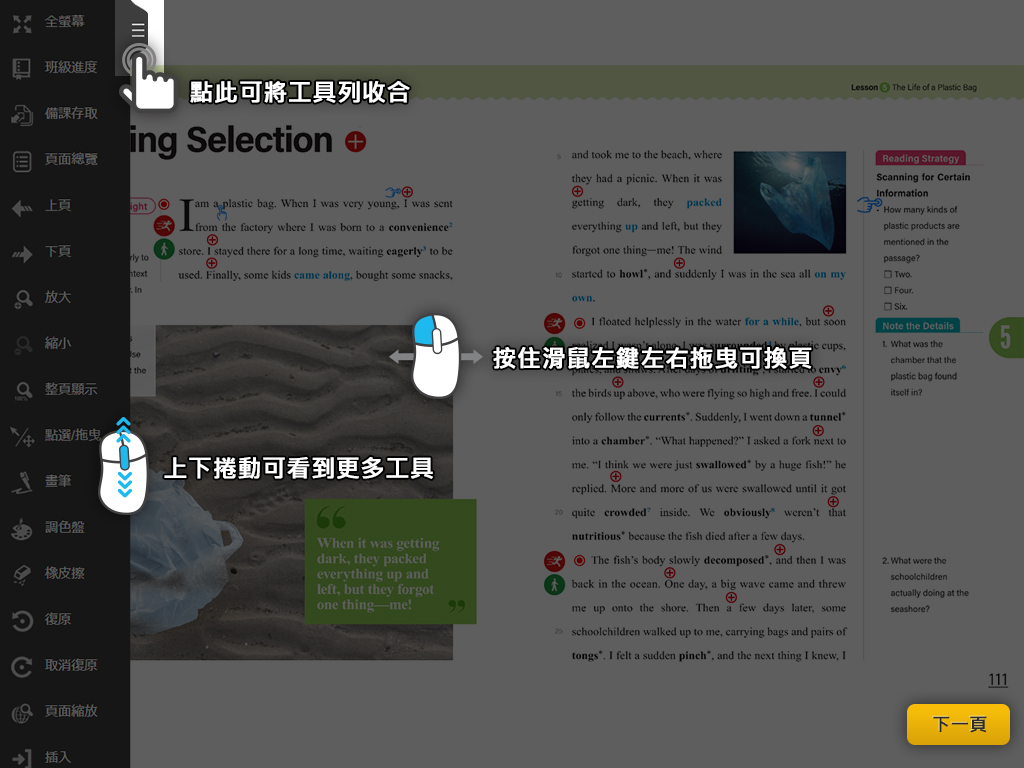 全螢幕
班級進度
備課存取
頁面總覽
上頁
下頁
放大
縮小
整頁顯示
點選/拖曳
畫筆
調色盤
橡皮擦
復原
取消復原
頁面縮放
插入
點此可將工具列收合
按住滑鼠左鍵左右拖曳可換頁
上下捲動可看到更多工具
Lesson 5 The Life of a Plastic Bag
ing Selection
ight
I am a plastic bag. When I was very young, I was sent
from the factory where I was born to a convenience²
store. I stayed there for a long time, waiting eagerly³ to be
used. Finally, some kids came along, bought some snacks,
rly to
ntext
r. In
Use
t the
When it was getting
dark, they packed
everything up and
left, but they forgot
one thing—me!
5
and took me to the beach, where
they had a picnic. When it was
getting dark, they packed
everything up and left, but they
forgot one thing—me! The wind
10
started to howl*, and suddenly I was in the sea all on my
own.
I floated helplessly in the water for a while, but soon
plastic cups,
envy⁶
15
the birds up above, who were flying so high and free. I could
only follow the currents*. Suddenly, I went down a tunnel*
into a chamber*. “What happened?” I asked a fork next to
me. “I think we were just swallowed* by a huge fish!” he
replied. More and more of us were swallowed until it got
20
quite crowded⁷ inside. We obviously⁸ weren’t that
nutritious* because the fish died after a few days.
The fish’s body slowly decomposed*, and then I was
back in the ocean. One day, a big wave came and threw
me up onto the shore. Then a few days later, some
25
schoolchildren walked up to me, carrying bags and pairs of
tongs*. I felt a sudden pinch*, and the next thing I knew, I
Reading Strategy
Scanning for Certain
Information
• How many kinds of
plastic products are
mentioned in the
passage?
☐ Two.
☐ Four.
☐ Six.
Note the Details
1. What was the
chamber that the
plastic bag found
itself in?
2. What were the
schoolchildren
actually doing at the
seashore?
5
111
下一頁